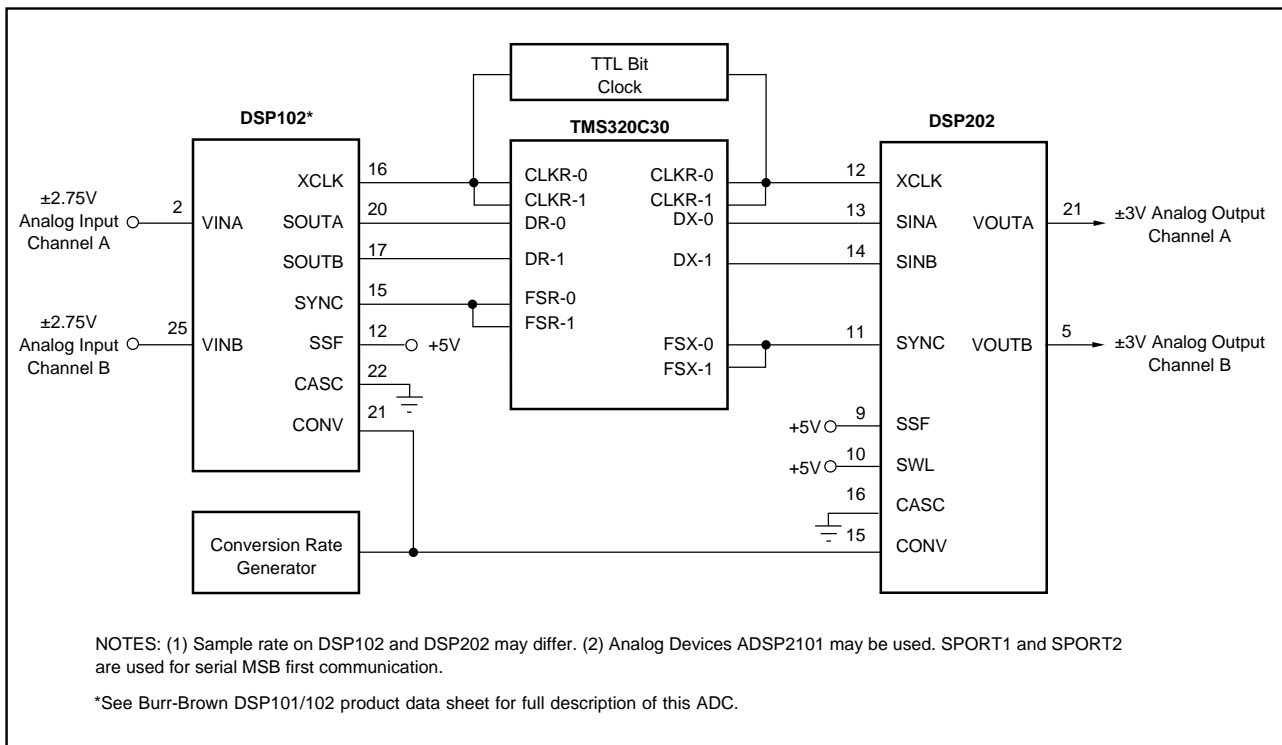 TTL Bit
Clock
DSP102*
TMS320C30
DSP202
±2.75V
Analog Input
Channel A
2
VINA
±2.75V
Analog Input
Channel B
25
VINB
XCLK
16
SOUTA
20
SOUTB
17
SYNC
15
SSF
12
+5V
CASC
22
CONV
21
CLKR-0
CLKR-1
DR-0
DR-1
FSR-0
FSR-1
CLKR-0
CLKR-1
DX-0
DX-1
FSX-0
FSX-1
12
XCLK
13
SINA
14
SINB
11
SYNC
+5V
9
SSF
+5V
10
SWL
16
CASC
15
CONV
VOUTA
21
±3V Analog Output
Channel A
VOUTB
5
±3V Analog Output
Channel B
Conversion Rate
Generator
NOTES: (1) Sample rate on DSP102 and DSP202 may differ. (2) Analog Devices ADSP2101 may be used. SPORT1 and SPORT2
are used for serial MSB first communication.
*See Burr-Brown DSP101/102 product data sheet for full description of this ADC.